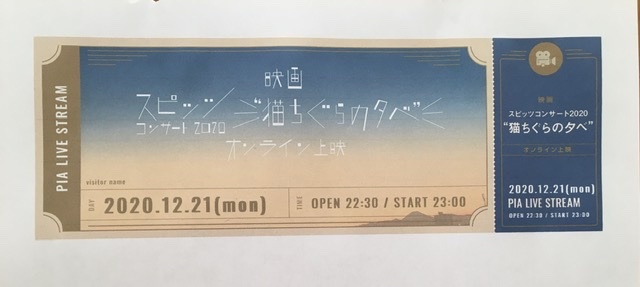 PIA LIVE STREAM
映画
スピッツ
コンサート2020
“猫ちぐらの夕べ”
オンライン上映
visitor name
DAY
2020.12.21(mon)
TIME
OPEN 22:30 / START 23:00
映画
スピッツコンサート2020
“猫ちぐらの夕べ”
オンライン上映
2020.12.21(mon)
PIA LIVE STREAM
OPEN 22:30 / START 23:00